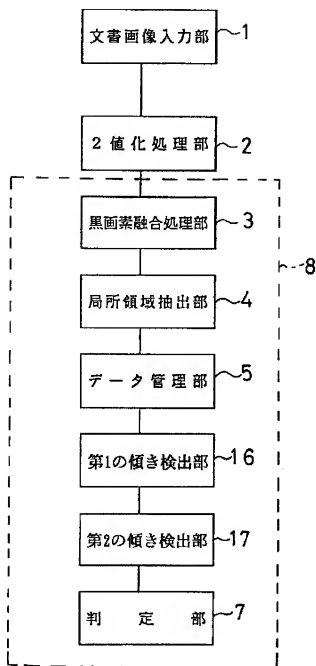 文書画像入力部 1
2値化処理部 2
黒画素融合処理部 3
8
局所領域抽出部 4
データ管理部 5
第1の傾き検出部 16
第2の傾き検出部 17
判定部 7